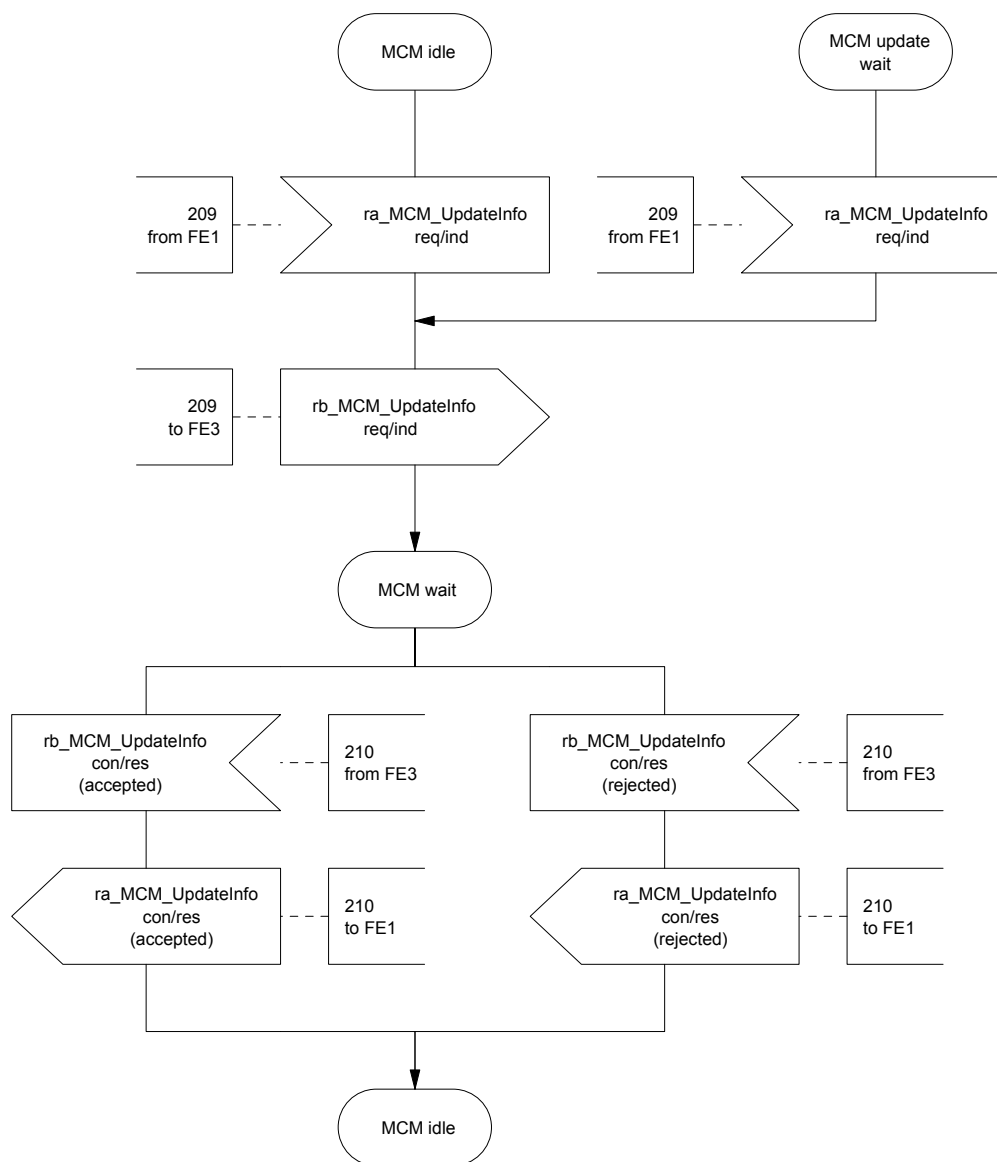 MCM idle
MCM update
wait
209
from FE1
ra_MCM_UpdateInfo
req/ind
209
from FE1
ra_MCM_UpdateInfo
req/ind
209
to FE3
rb_MCM_UpdateInfo
req/ind
MCM wait
rb_MCM_UpdateInfo
con/res
(accepted)
210
from FE3
rb_MCM_UpdateInfo
con/res
(rejected)
210
from FE3
ra_MCM_UpdateInfo
con/res
(accepted)
210
to FE1
ra_MCM_UpdateInfo
con/res
(rejected)
210
to FE1
MCM idle